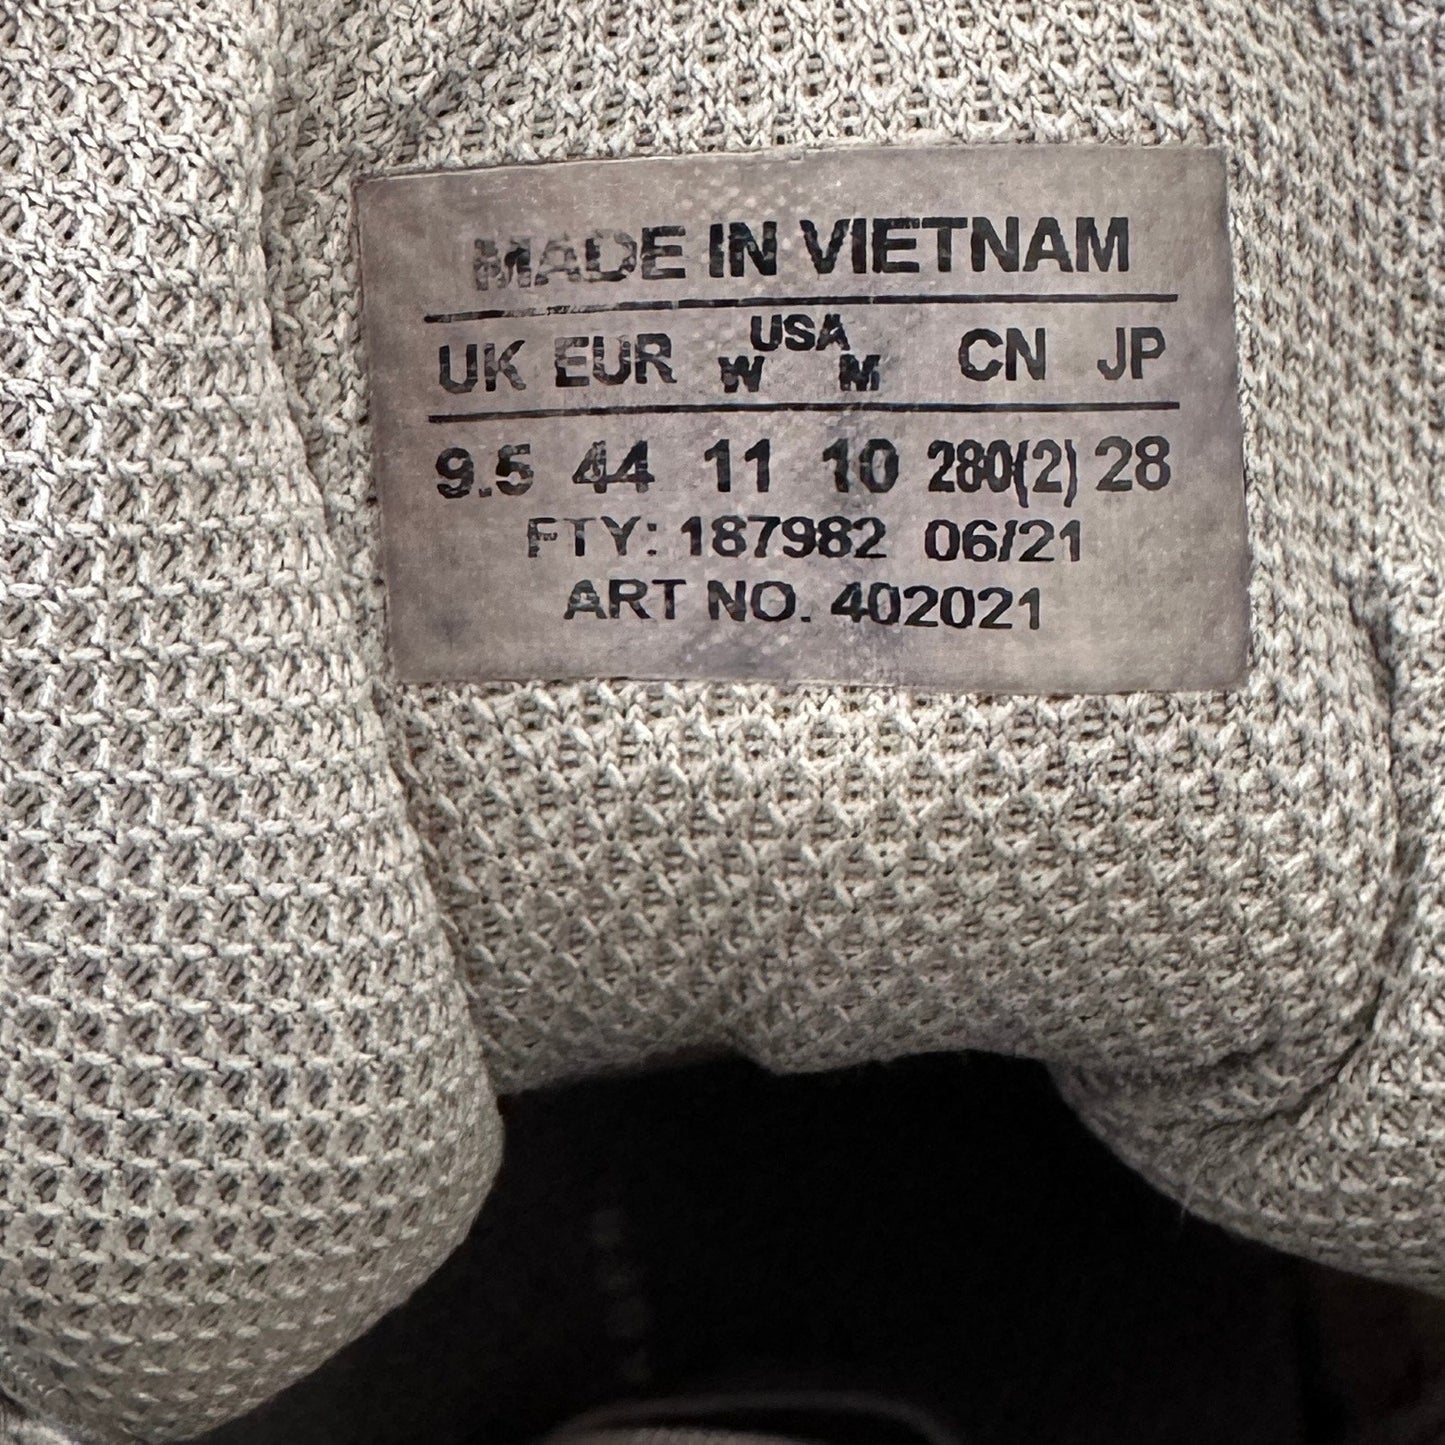 MADE IN VIETNAM
UK EUR USA W M CN JP
9.5 44 11 10 280(2) 28
FTY: 187982 06/21
ART NO. 402021